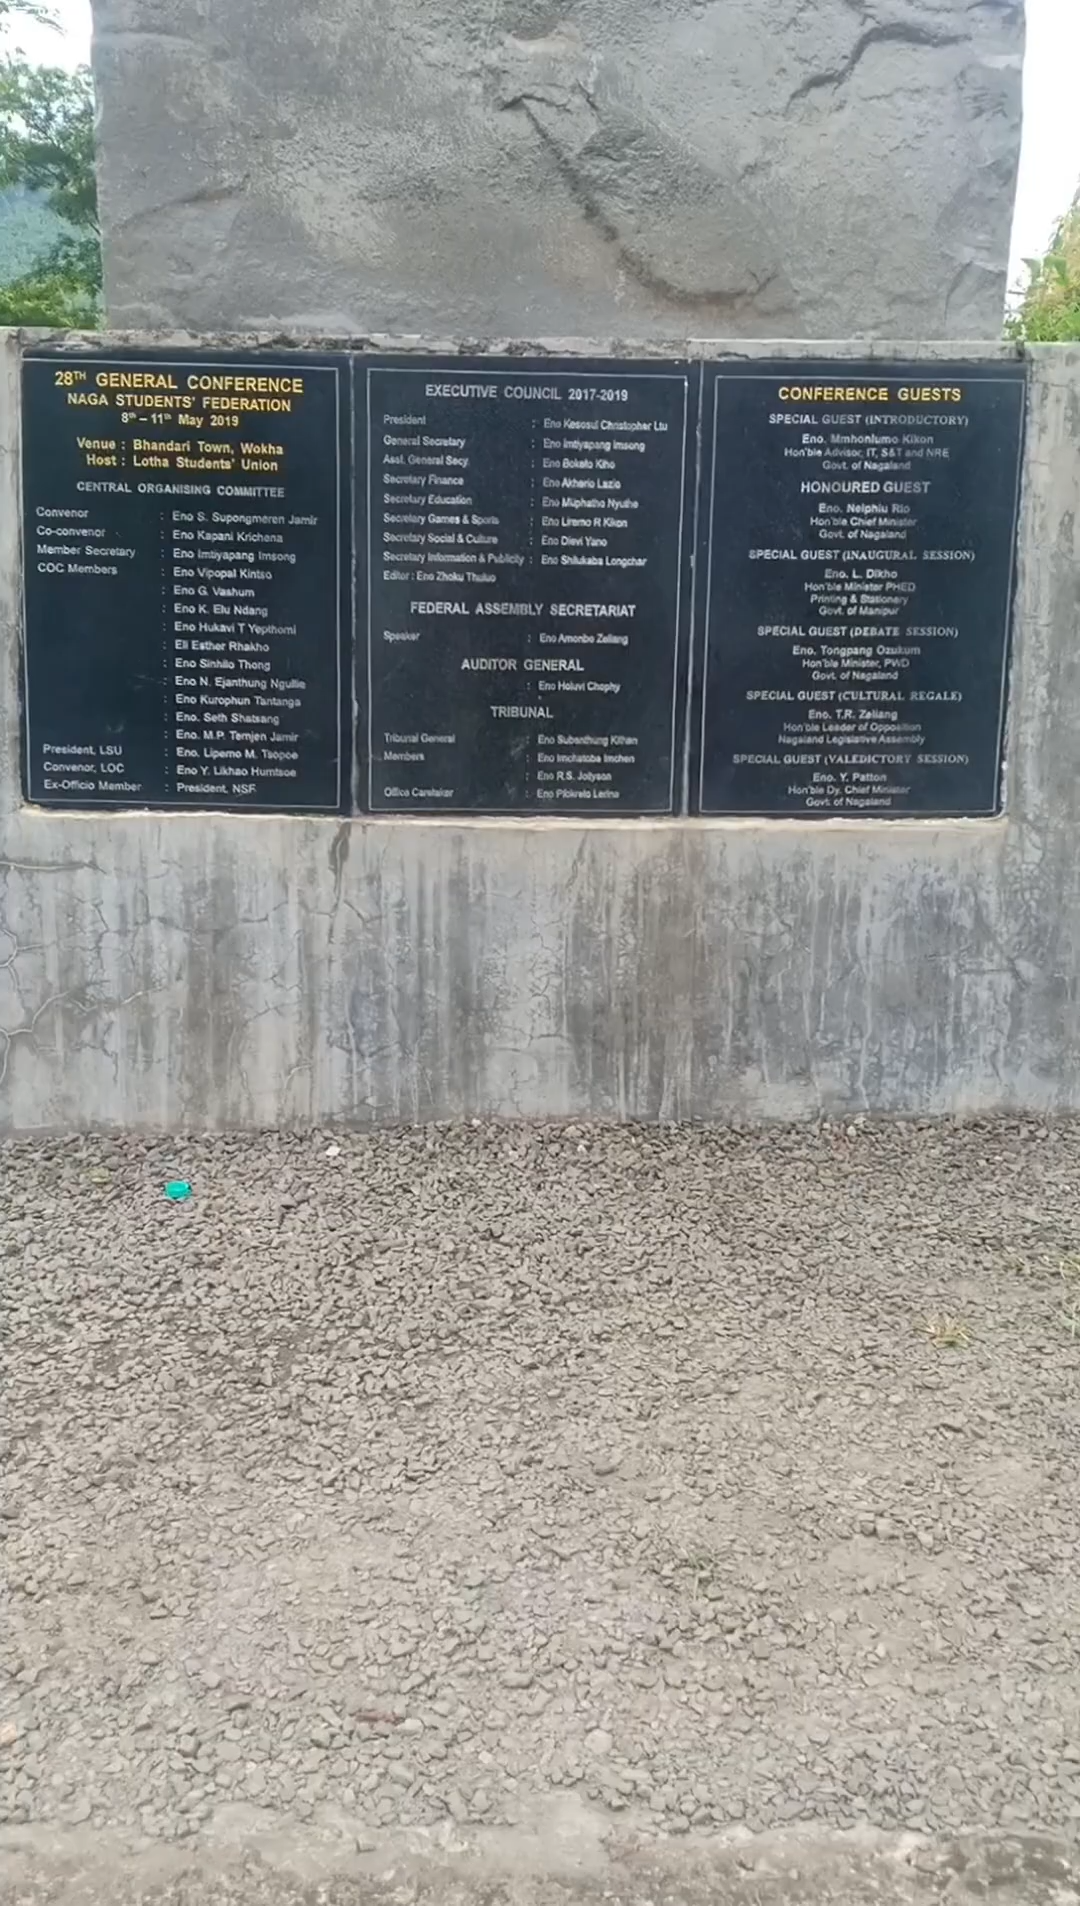 28TH GENERAL CONFERENCE
NAGA STUDENTS' FEDERATION
8th – 11th May 2019
Venue : Bhandari Town, Wokha
Host : Lotha Students' Union
CENTRAL ORGANISING COMMITTEE
Convenor : Eno S. Supongmeren Jamir
Co-convenor : Eno Kapani Krichena
Member Secretary : Eno Imtiyapang Imsong
COC Members : Eno Vipopal Kintso
: Eno G. Vashum
: Eno K. Elu Ndang
: Eno Hukavi T Yepthomi
: Eli Esther Rhakho
: Eno Sinhilo Thong
: Eno N. Ejanthung Ngullie
: Eno Kurophun Tantanga
: Eno. Seth Shatsang
: Eno. M.P. Temjen Jamir
President, LSU : Eno. Lipemo M. Tsopoe
Convenor, LOC : Eno Y. Likhao Humtsoe
Ex-Officio Member : President, NSF
EXECUTIVE COUNCIL 2017-2019
President : Eno Kesosul Christopher Ltu
General Secretary : Eno Imtiyapang Imsong
Asst. General Secy. : Eno Bokato Kiho
Secretary Finance : Eno Akhario Lazio
Secretary Education : Eno Muphatho Nyuthe
Secretary Games & Sports : Eno Liremo R Kikon
Secretary Social & Culture : Eno Dievi Yano
Secretary Information & Publicity : Eno Shilukaba Longchar
Editor : Eno Zhoku Thuluo
FEDERAL ASSEMBLY SECRETARIAT
Speaker : Eno Amonbo Zeliang
AUDITOR GENERAL
: Eno Holuvi Chophy
TRIBUNAL
Tribunal General : Eno Subenthung Kithan
Members : Eno Imchatoba Imchen
: Eno R.S. Jollyson
Office Caretaker : Eno Lerina
CONFERENCE GUESTS
SPECIAL GUEST (INTRODUCTORY)
Eno. Mmhonlumo Kikon
Hon'ble Advisor, IT, S&T and NRE
Govt. of Nagaland
HONOURED GUEST
Eno. Neiphiu Rio
Hon'ble Chief Minister
Govt. of Nagaland
SPECIAL GUEST (INAUGURAL SESSION)
Eno. L. Dikho
Hon'ble Minister PHED
Printing & Stationery
Govt. of Manipur
SPECIAL GUEST (DEBATE SESSION)
Eno. Tongpang Ozukum
Hon'ble Minister, PWD
Govt. of Nagaland
SPECIAL GUEST (CULTURAL REGALE)
Eno. T.R. Zeliang
Hon'ble Leader of Opposition
Nagaland Legislative Assembly
SPECIAL GUEST (VALEDICTORY SESSION)
Eno. Y. Patton
Hon'ble Dy. Chief Minister
Govt. of Nagaland